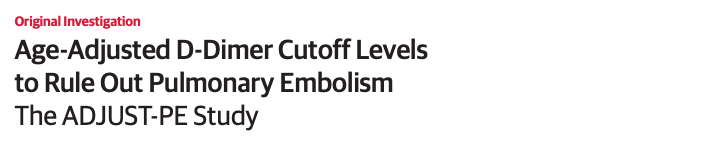 Original Investigation
Age-Adjusted D-Dimer Cutoff Levels
to Rule Out Pulmonary Embolism
The ADJUST-PE Study